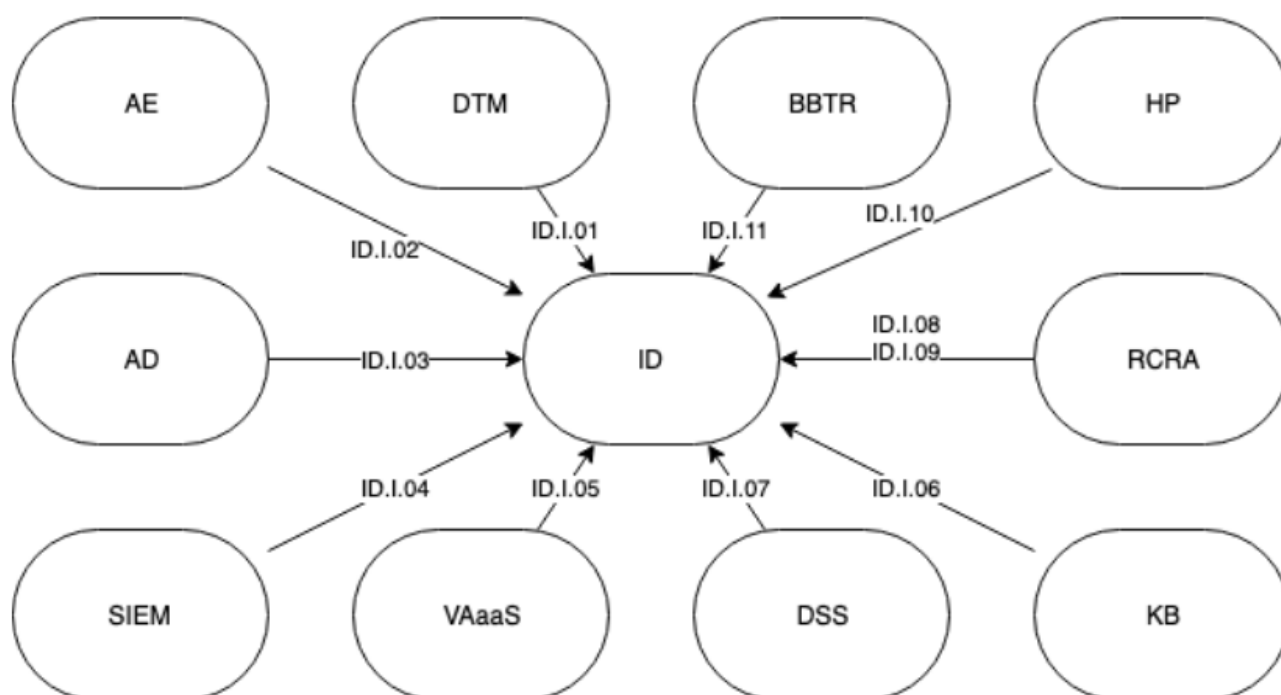 AE
DTM
BBTR
HP
ID.I.02
ID.I.01
ID.I.11
ID.I.10
AD
ID.I.03
ID
ID.I.08
ID.I.09
RCRA
ID.I.04
ID.I.05
ID.I.07
ID.I.06
SIEM
VAaaS
DSS
KB